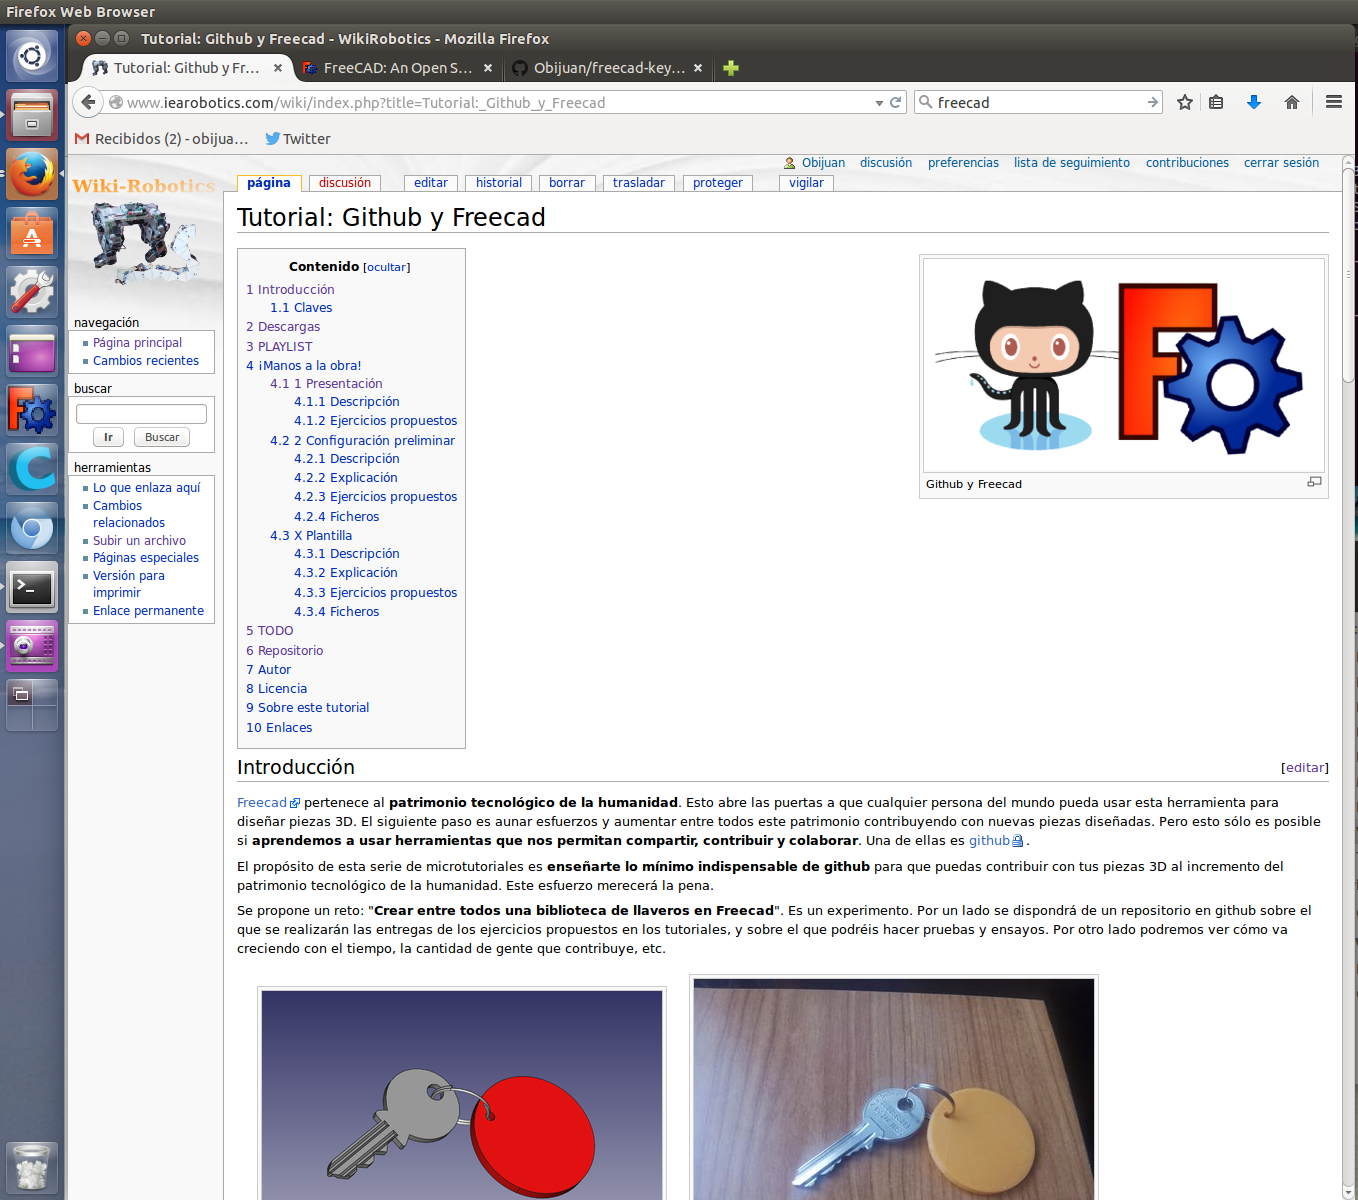 Firefox Web Browser
Tutorial: Github y Freecad - WikiRobotics - Mozilla Firefox
Tutorial: Github y Fr... FreeCAD: An Open S... Obijuan/freecad-key...
www.iearobotics.com/wiki/index.php?title=Tutorial:_Github_y_Freecad freecad
Recibidos (2) - obijua... Twitter
Obijuan discusión preferencias lista de seguimiento contribuciones cerrar sesión
Wiki-Robotics
página discusión editar historial borrar trasladar proteger vigilar
navegación
Página principal
Cambios recientes
buscar
Ir Buscar
herramientas
Lo que enlaza aquí
Cambios
relacionados
Subir un archivo
Páginas especiales
Versión para
imprimir
Enlace permanente
Tutorial: Github y Freecad
Contenido [ocultar]
1 Introducción
1.1 Claves
2 Descargas
3 PLAYLIST
4 ¡Manos a la obra!
4.1 1 Presentación
4.1.1 Descripción
4.1.2 Ejercicios propuestos
4.2 2 Configuración preliminar
4.2.1 Descripción
4.2.2 Explicación
4.2.3 Ejercicios propuestos
4.2.4 Ficheros
4.3 X Plantilla
4.3.1 Descripción
4.3.2 Explicación
4.3.3 Ejercicios propuestos
4.3.4 Ficheros
5 TODO
6 Repositorio
7 Autor
8 Licencia
9 Sobre este tutorial
10 Enlaces
Github y Freecad
Introducción [editar]
Freecad pertenece al patrimonio tecnológico de la humanidad. Esto abre las puertas a que cualquier persona del mundo pueda usar esta herramienta para
diseñar piezas 3D. El siguiente paso es aunar esfuerzos y aumentar entre todos este patrimonio contribuyendo con nuevas piezas diseñadas. Pero esto sólo es posible
si aprendemos a usar herramientas que nos permitan compartir, contribuir y colaborar. Una de ellas es github .
El propósito de esta serie de microtutoriales es enseñarte lo mínimo indispensable de github para que puedas contribuir con tus piezas 3D al incremento del
patrimonio tecnológico de la humanidad. Este esfuerzo merecerá la pena.
Se propone un reto: "Crear entre todos una biblioteca de llaveros en Freecad". Es un experimento. Por un lado se dispondrá de un repositorio en github sobre el
que se realizarán las entregas de los ejercicios propuestos en los tutoriales, y sobre el que podréis hacer pruebas y ensayos. Por otro lado podremos ver cómo va
creciendo con el tiempo, la cantidad de gente que contribuye, etc.